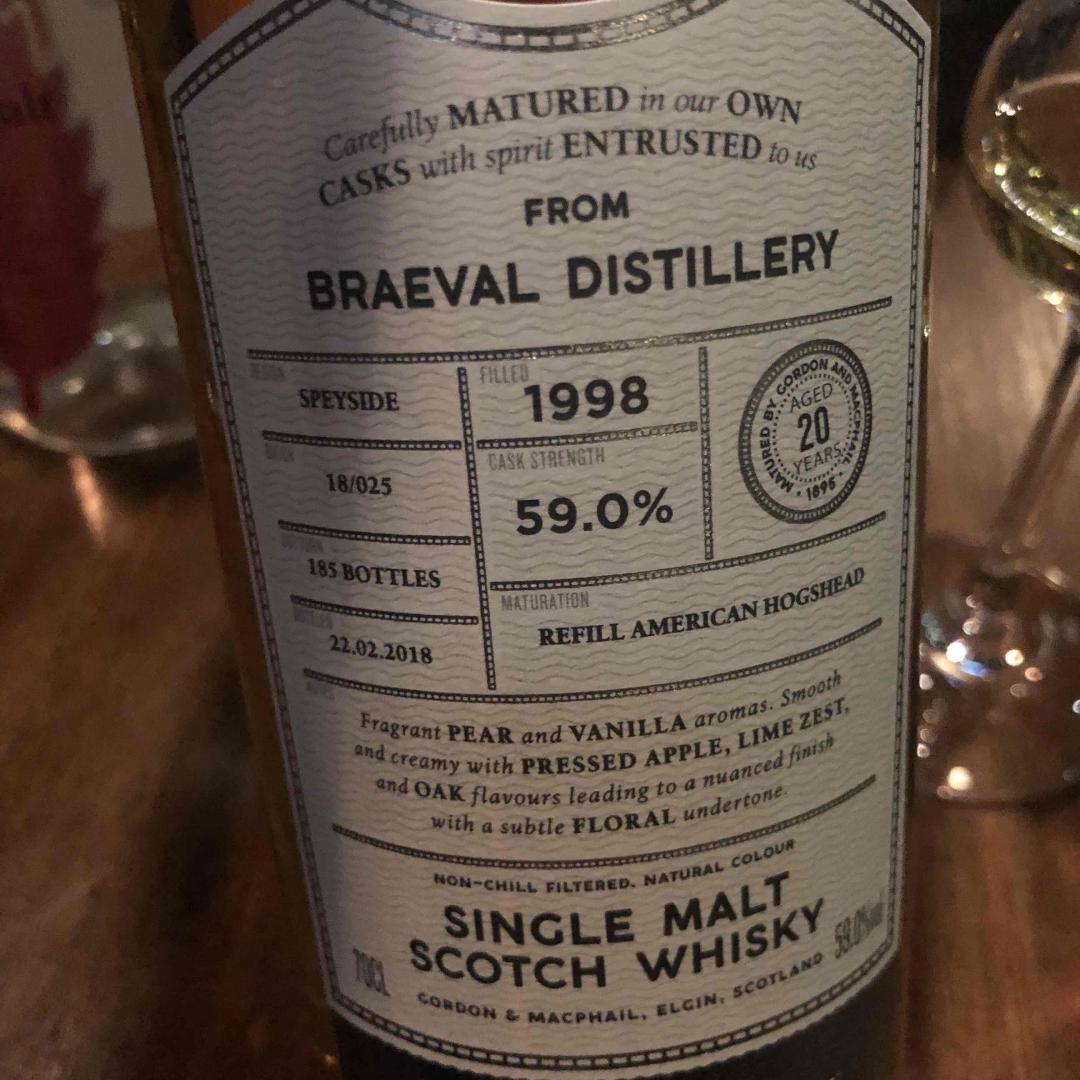 Carefully MATURED in our OWN
CASKS with spirit ENTRUSTED to us
FROM
BRAEVAL DISTILLERY
SPEYSIDE
18/025
185 BOTTLES
22.02.2018
FILLED
1998
CASK STRENGTH
59.0%
MATURED BY GORDON AND MACPHAIL
AGED
20
YEARS
• 1895 •
MATURATION
REFILL AMERICAN HOGSHEAD
Fragrant PEAR and VANILLA aromas. Smooth
and creamy with PRESSED APPLE, LIME ZEST,
and OAK flavours leading to a nuanced finish
with a subtle FLORAL undertone.
NON-CHILL FILTERED. NATURAL COLOUR
SINGLE MALT
SCOTCH WHISKY
70CL
59.0%vol
GORDON & MACPHAIL, ELGIN, SCOTLAND